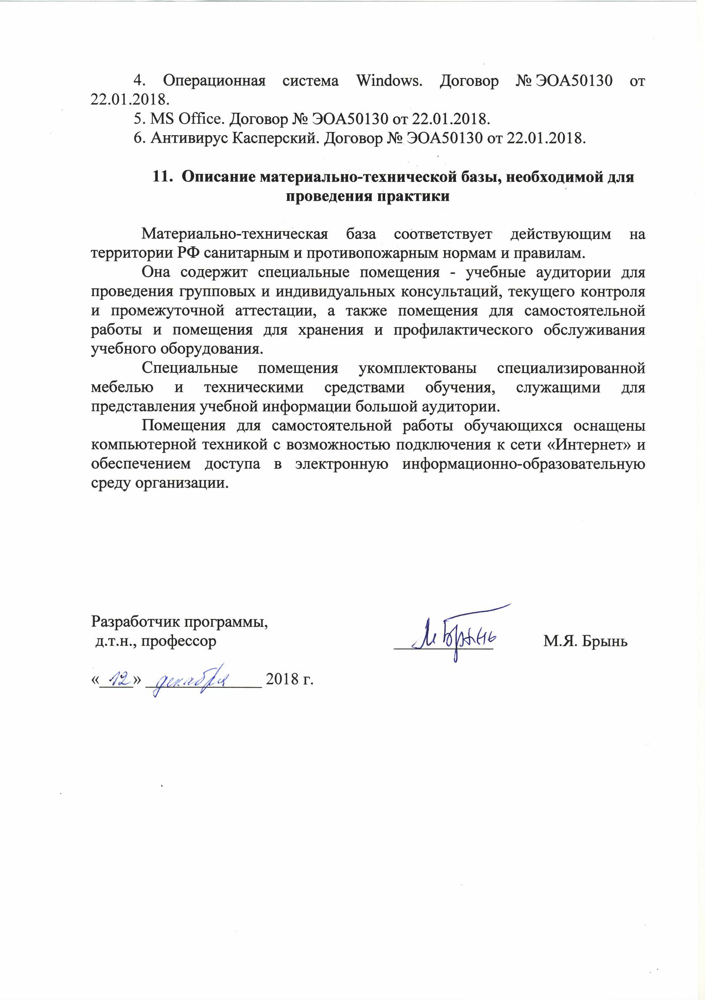 4. Операционная система Windows. Договор № ЭОА50130 от
22.01.2018.
5. MS Office. Договор № ЭОА50130 от 22.01.2018.
6. Антивирус Касперский. Договор № ЭОА50130 от 22.01.2018.
11. Описание материально-технической базы, необходимой для
проведения практики
Материально-техническая база соответствует действующим на
территории РФ санитарным и противопожарным нормам и правилам.
Она содержит специальные помещения - учебные аудитории для
проведения групповых и индивидуальных консультаций, текущего контроля
и промежуточной аттестации, а также помещения для самостоятельной
работы и помещения для хранения и профилактического обслуживания
учебного оборудования.
Специальные помещения укомплектованы специализированной
мебелью и техническими средствами обучения, служащими для
представления учебной информации большой аудитории.
Помещения для самостоятельной работы обучающихся оснащены
компьютерной техникой с возможностью подключения к сети «Интернет» и
обеспечением доступа в электронную информационно-образовательную
среду организации.
Разработчик программы,
д.т.н., профессор М Брынь М.Я. Брынь
«12» декабря 2018 г.